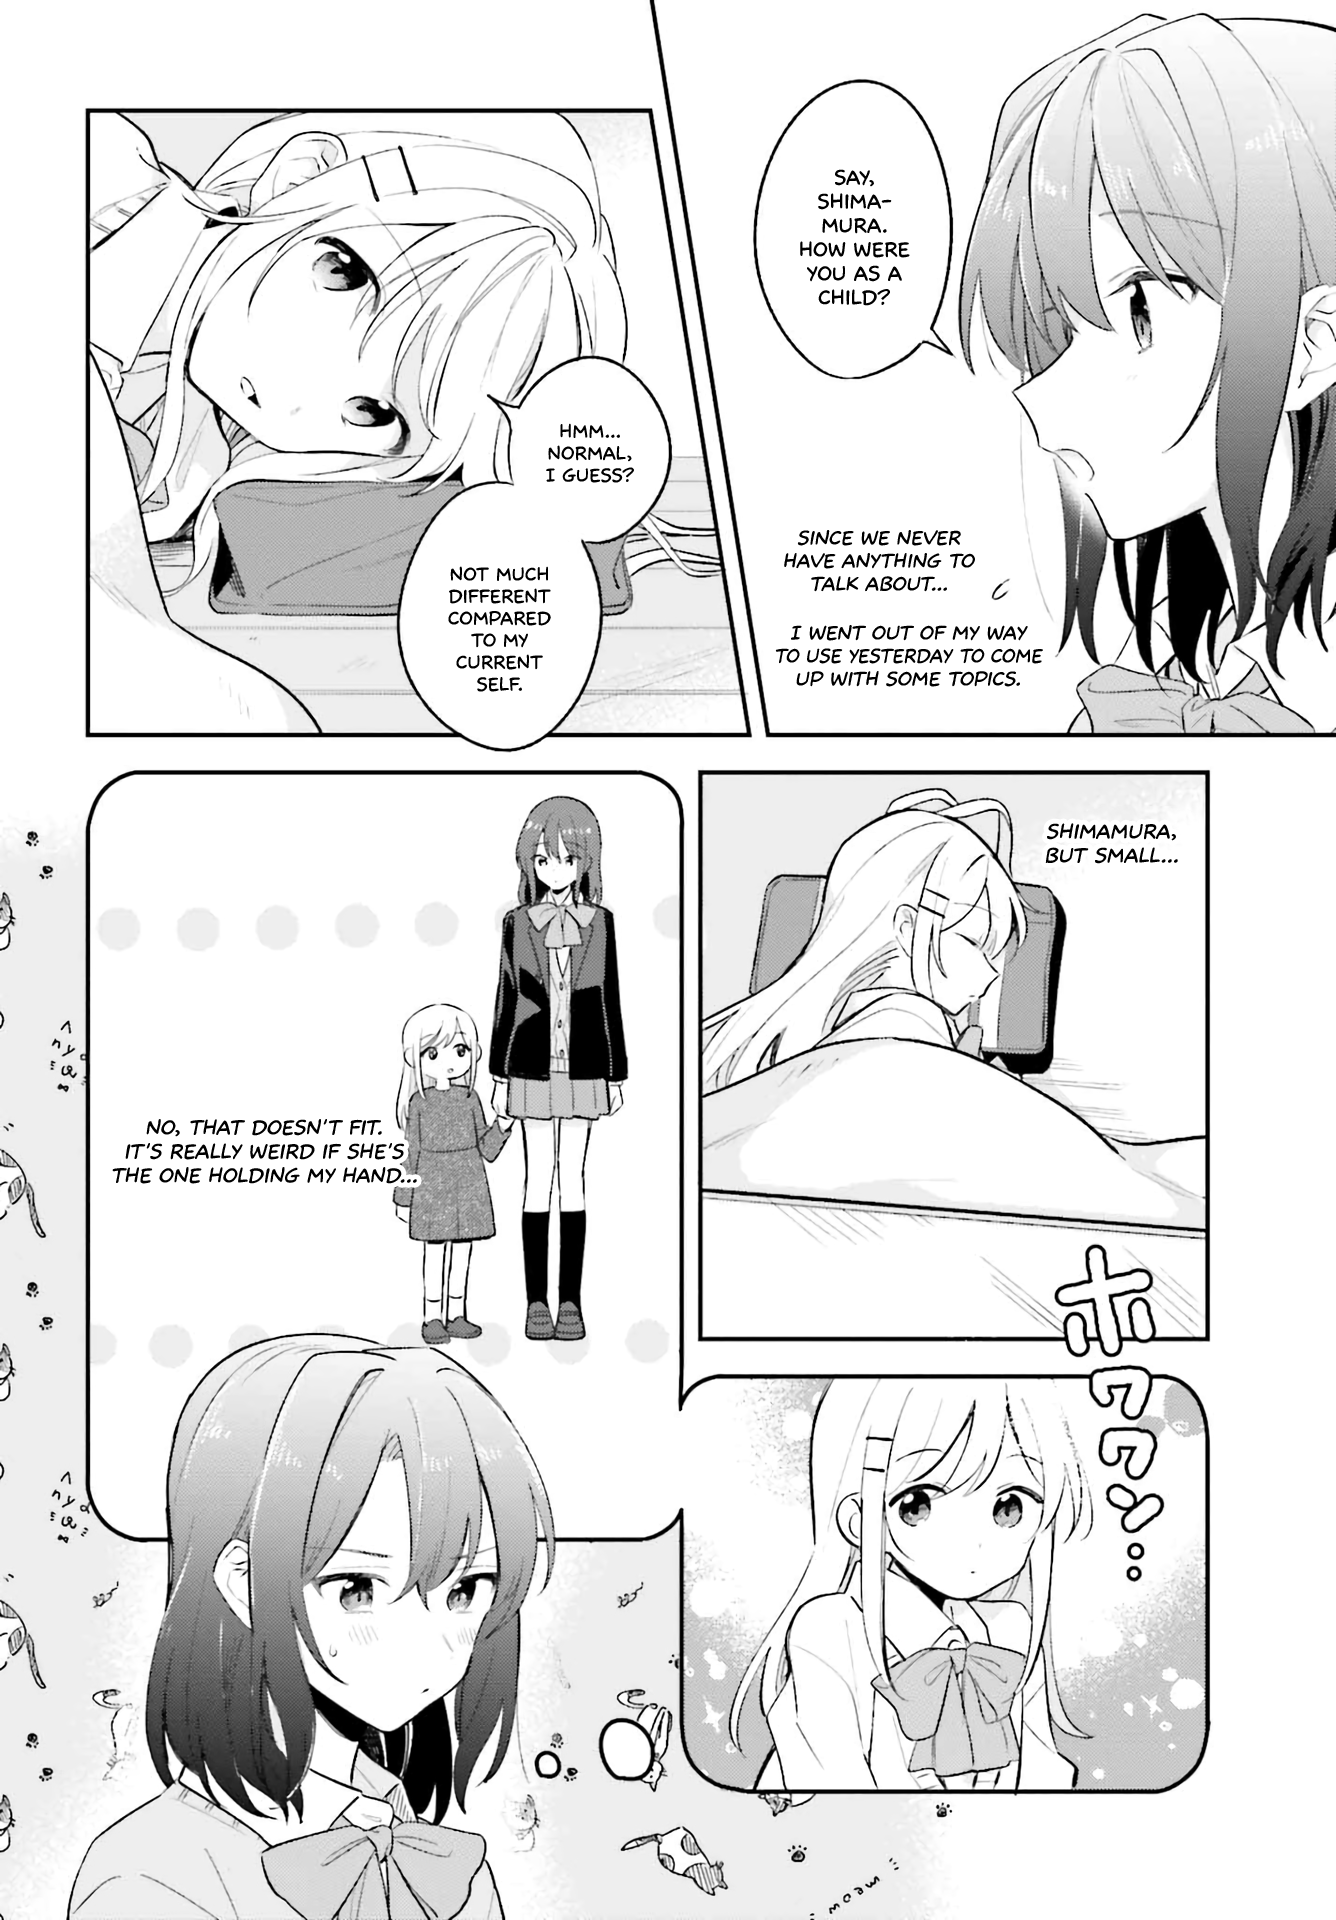 SAY,
SHIMA-
MURA.
HOW WERE
YOU AS A
CHILD?
SINCE WE NEVER
HAVE ANYTHING TO
TALK ABOUT...
I WENT OUT OF MY WAY
TO USE YESTERDAY TO COME
UP WITH SOME TOPICS.
HMM...
NORMAL,
I GUESS?
NOT MUCH
DIFFERENT
COMPARED
TO MY
CURRENT
SELF.
SHIMAMURA,
BUT SMALL...
ホワワン…
NO, THAT DOESN'T FIT.
IT'S REALLY WEIRD IF SHE'S
THE ONE HOLDING MY HAND...
nya
nya
meow